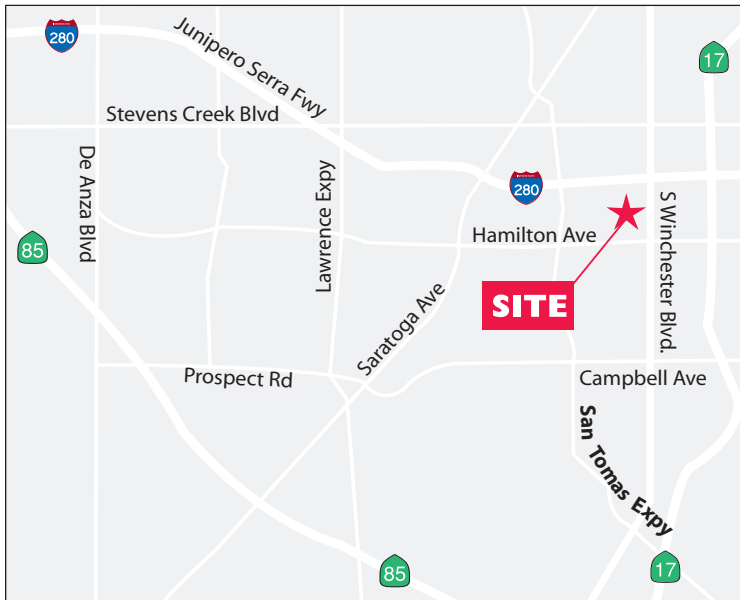 280
Junipero Serra Fwy
17
Stevens Creek Blvd
De Anza Blvd
Lawrence Expy
280
S Winchester Blvd.
85
Hamilton Ave
SITE
Saratoga Ave
Prospect Rd
Campbell Ave
San Tomas Expy
85
17